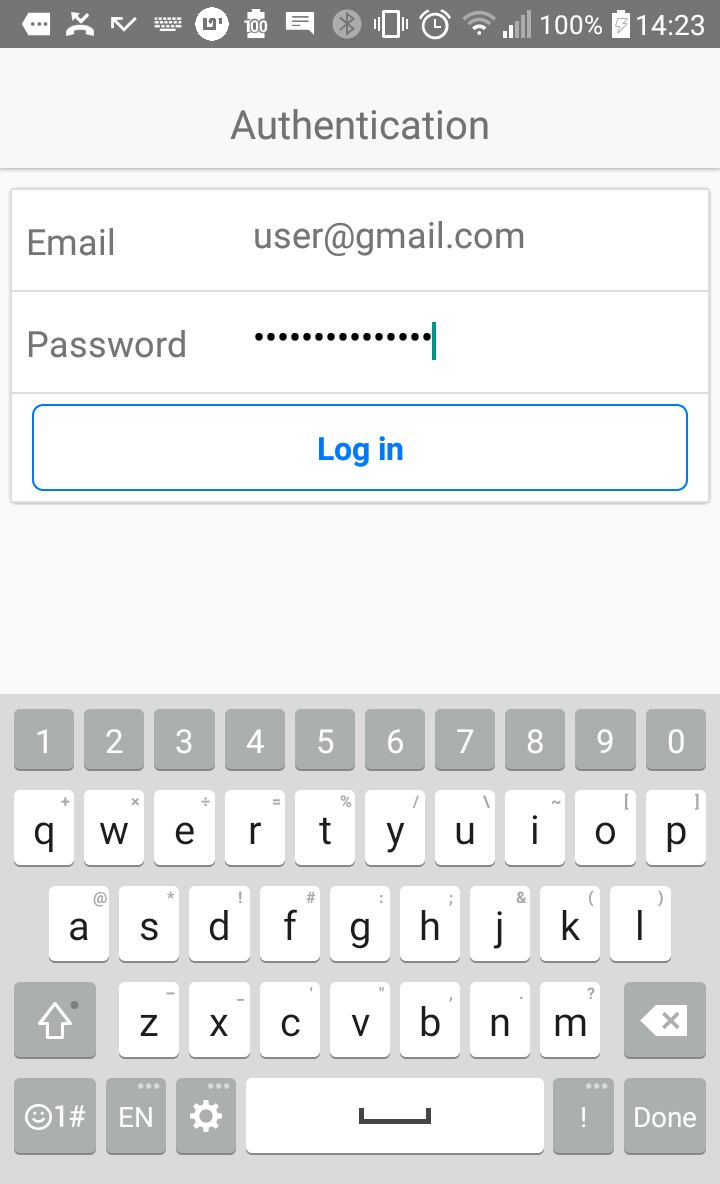 100 100% 14:23
Authentication
Email user@gmail.com
Password •••••••••••••••
Log in
1 2 3 4 5 6 7 8 9 0
+ × ÷ = % / \ ~ [ ]
q w e r t y u i o p
@ * ! # : ; & ( )
a s d f g h j k l
– _ ' " , . ?
z x c v b n m
1# EN ! Done